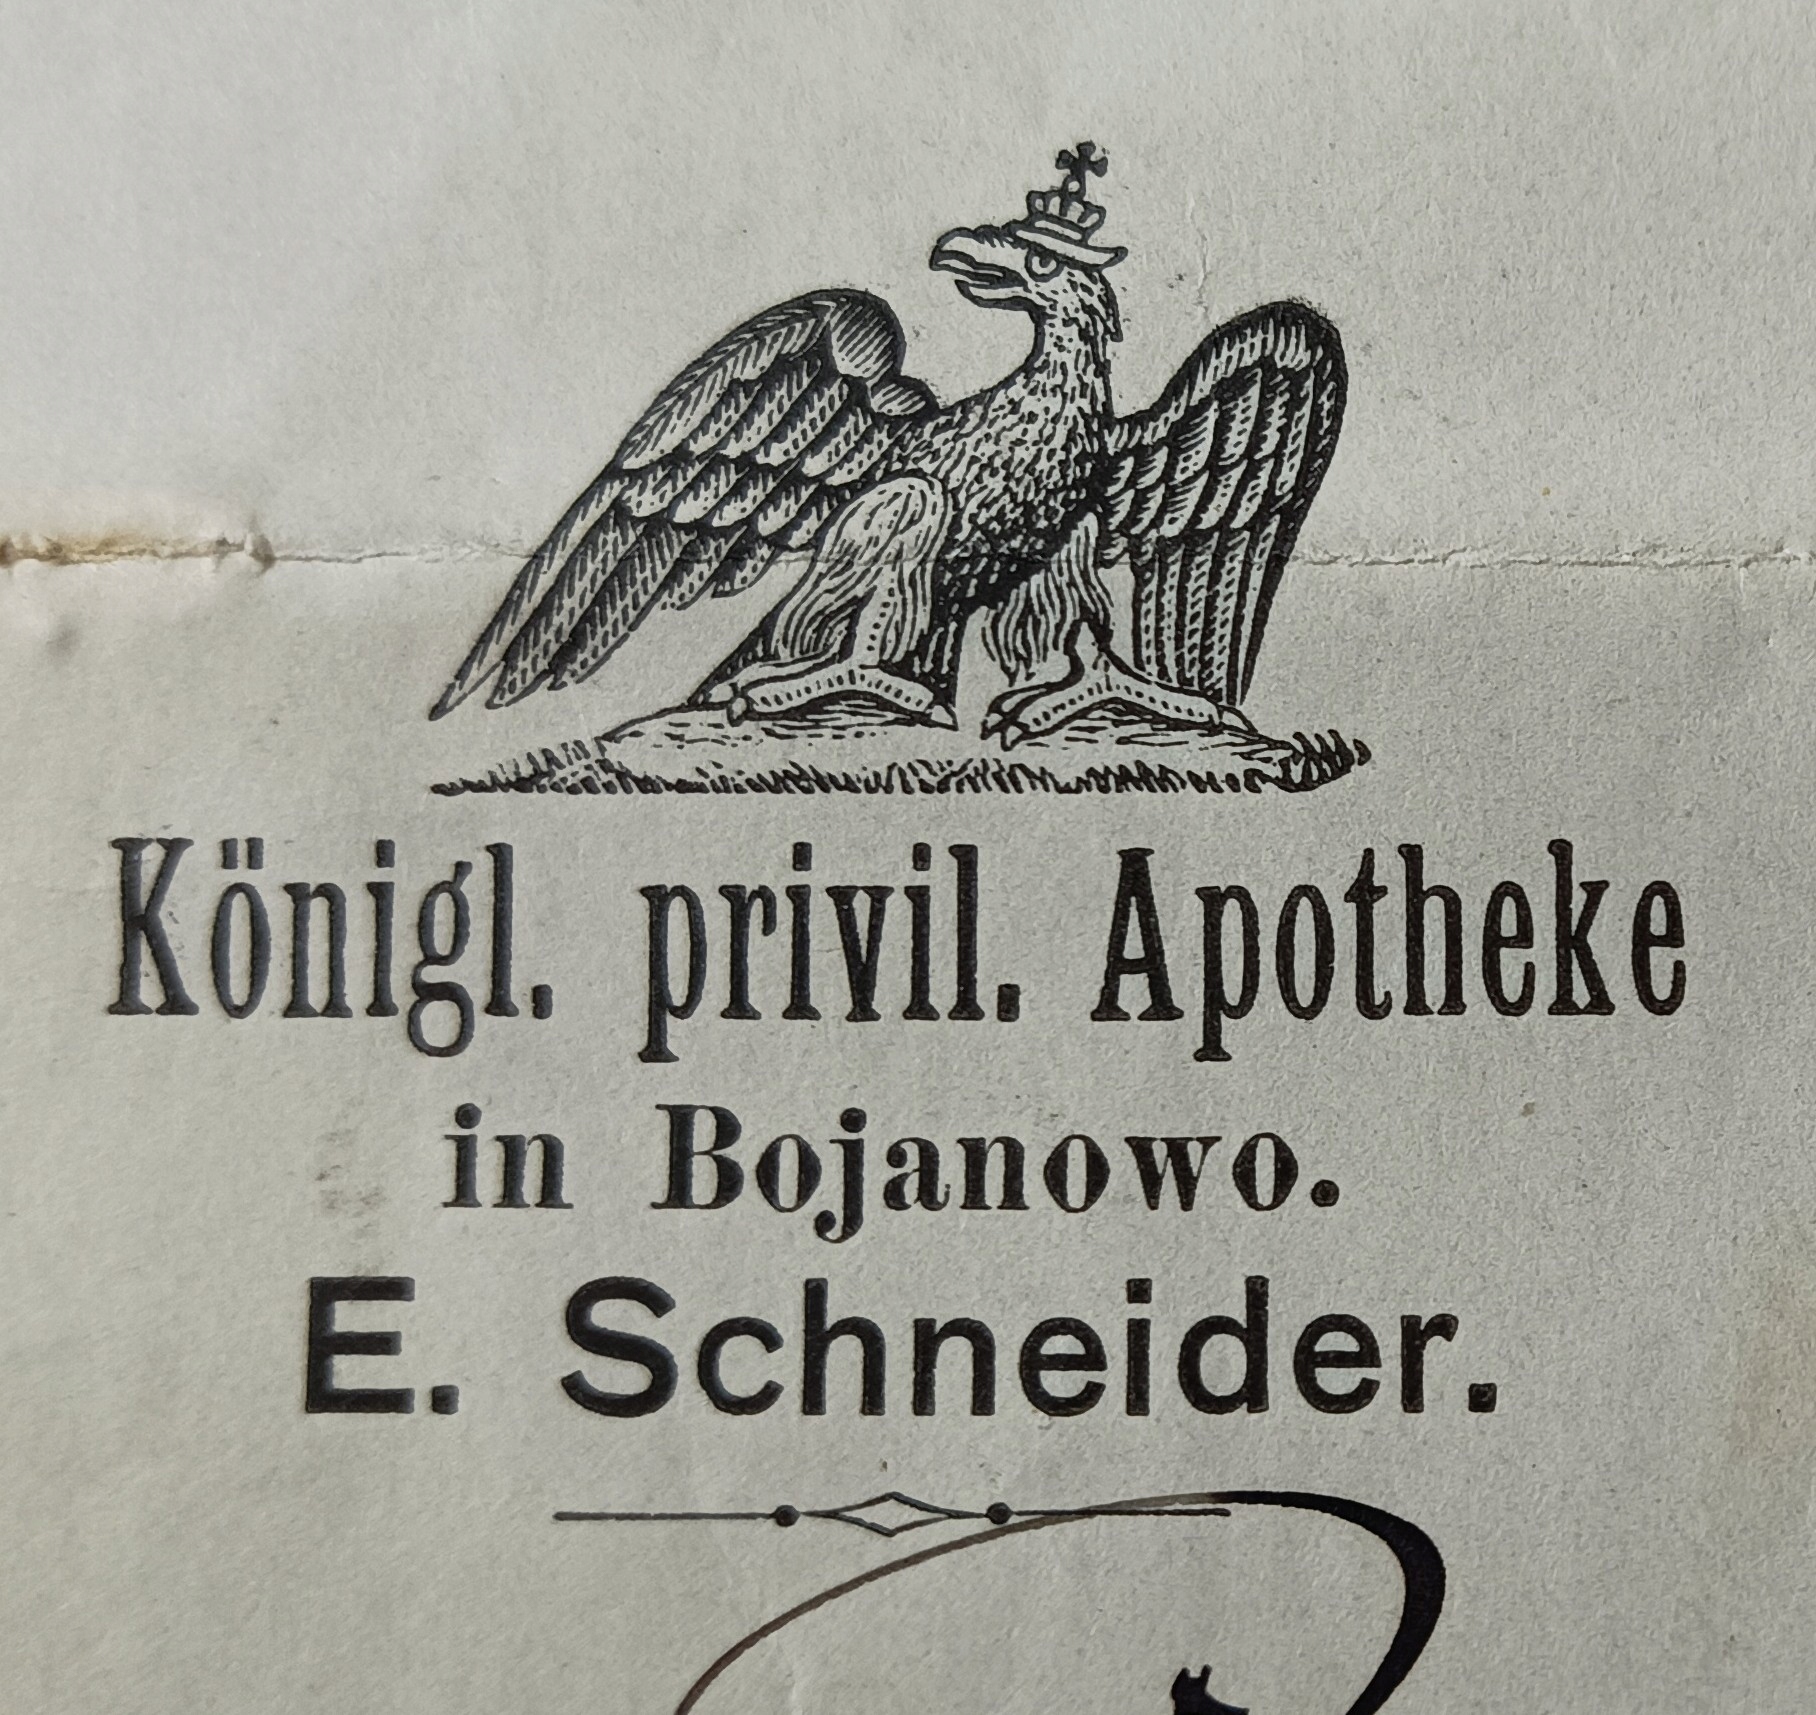 Königl. privil. Apotheke
in Bojanowo.
E. Schneider.